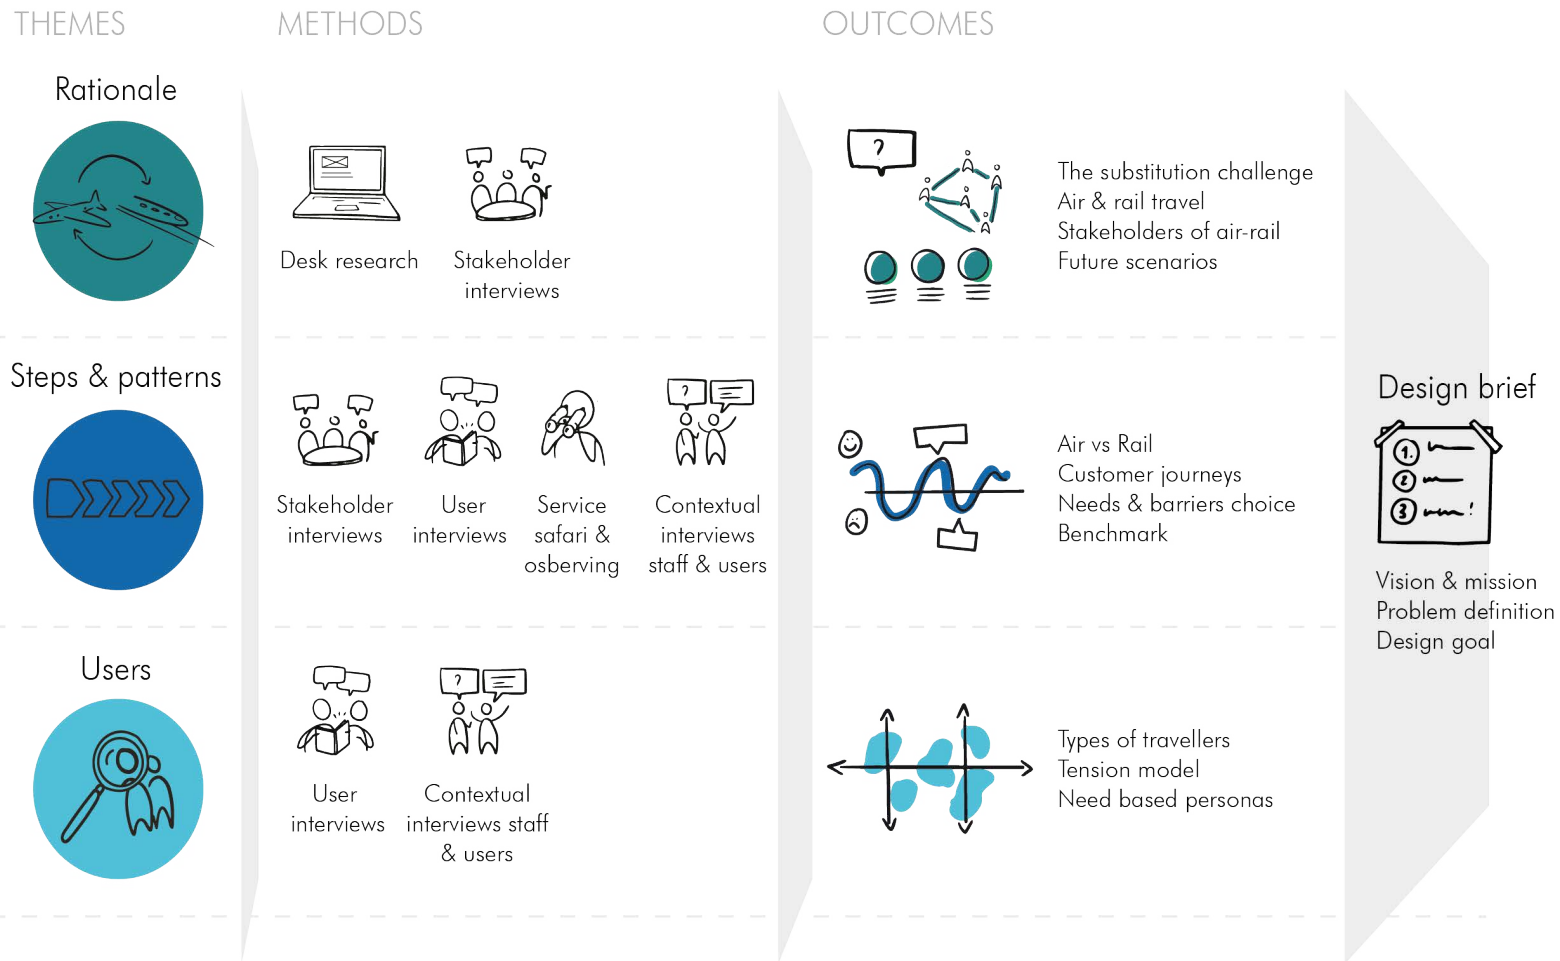 THEMES
METHODS
OUTCOMES
Rationale
Desk research
Stakeholder
interviews
?
The substitution challenge
Air & rail travel
Stakeholders of air-rail
Future scenarios
Steps & patterns
Stakeholder
interviews
User
interviews
Service
safari &
osberving
?
Contextual
interviews
staff & users
Air vs Rail
Customer journeys
Needs & barriers choice
Benchmark
Design brief
1.
2
3
!
Vision & mission
Problem definition
Design goal
Users
User
interviews
?
Contextual
interviews staff
& users
Types of travellers
Tension model
Need based personas